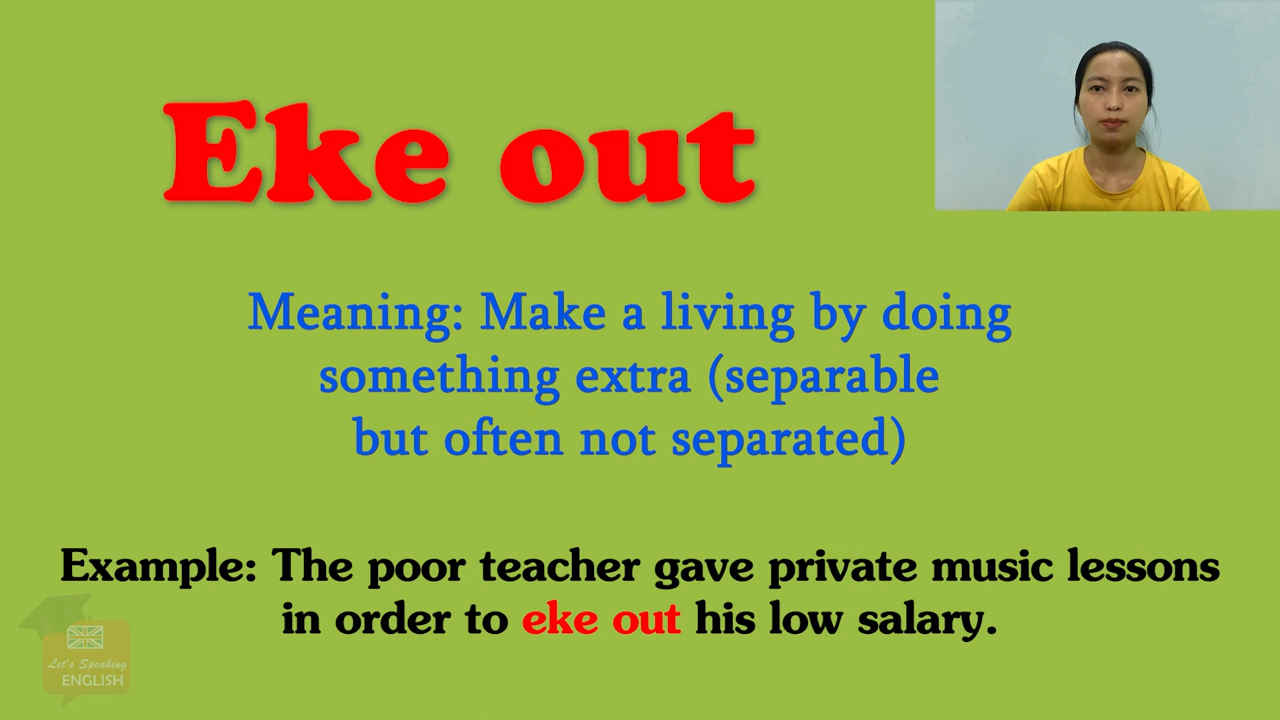 Eke out
Meaning: Make a living by doing
something extra (separable
but often not separated)
Example: The poor teacher gave private music lessons
in order to eke out his low salary.
Let's Speaking
ENGLISH